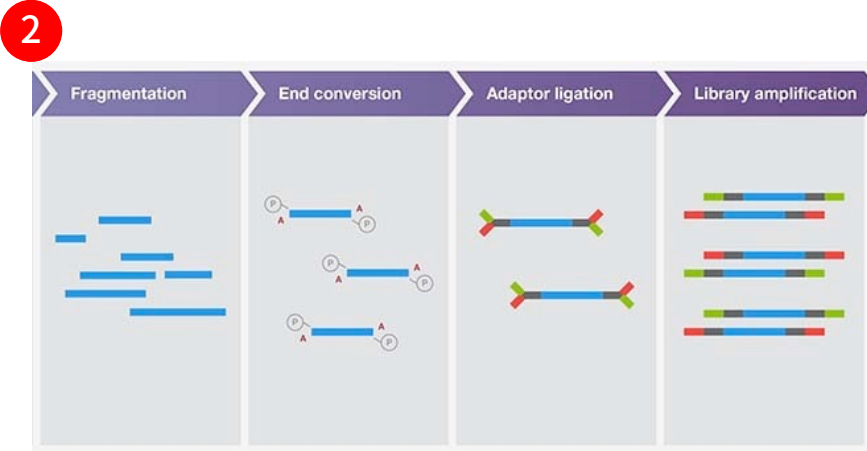 2
Fragmentation
End conversion
Adaptor ligation
Library amplification
P
A
A
P
P
A
A
P
P
A
A
P